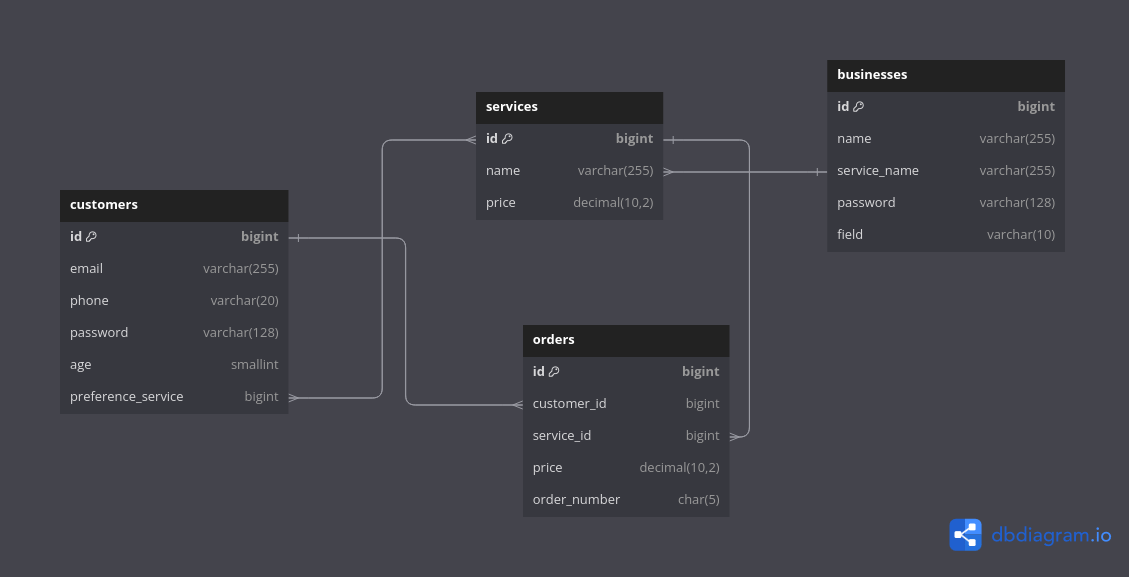 businesses
id bigint
name varchar(255)
service_name varchar(255)
password varchar(128)
field varchar(10)
services
id bigint
name varchar(255)
price decimal(10,2)
customers
id bigint
email varchar(255)
phone varchar(20)
password varchar(128)
age smallint
preference_service bigint
orders
id bigint
customer_id bigint
service_id bigint
price decimal(10,2)
order_number char(5)
dbdiagram.io